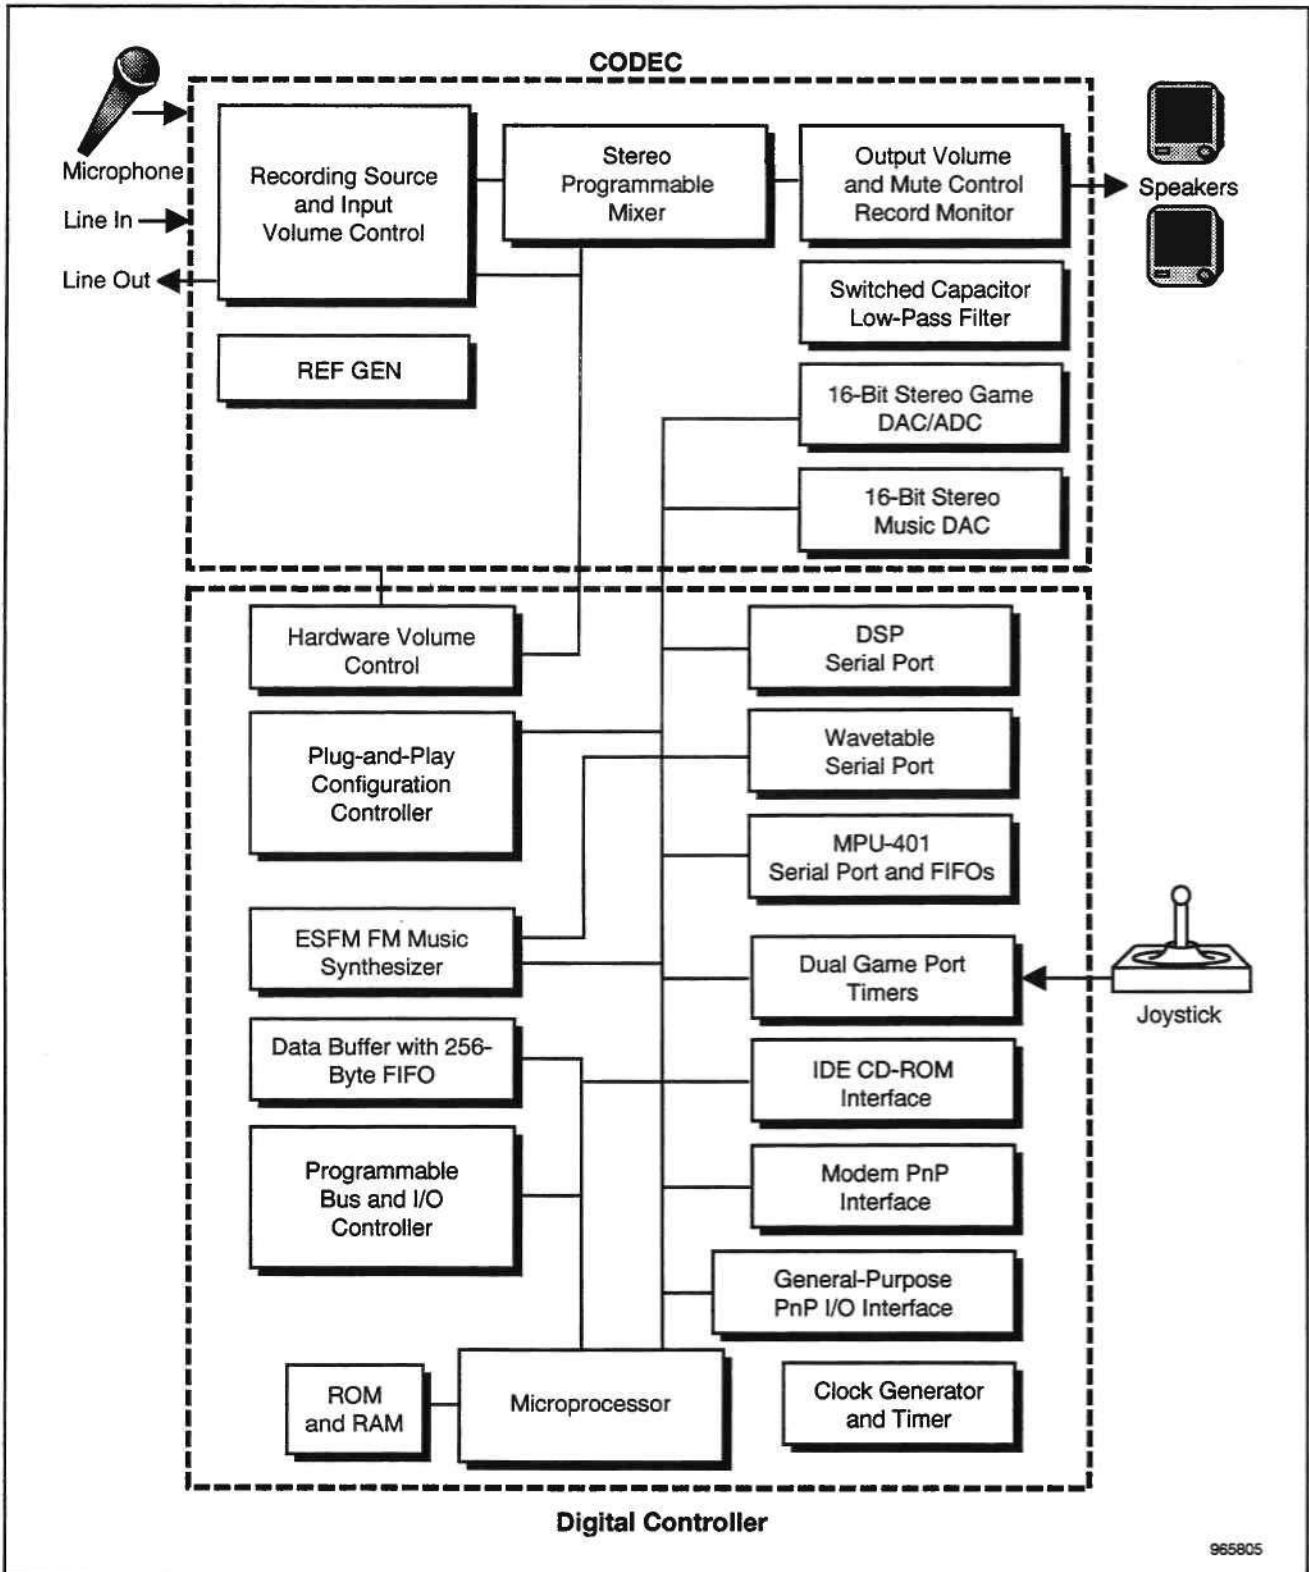 CODEC
Microphone
Line In
Line Out
Recording Source
and Input
Volume Control
Stereo
Programmable
Mixer
Output Volume
and Mute Control
Record Monitor
Speakers
Switched Capacitor
Low-Pass Filter
REF GEN
16-Bit Stereo Game
DAC/ADC
16-Bit Stereo
Music DAC
Hardware Volume
Control
DSP
Serial Port
Plug-and-Play
Configuration
Controller
Wavetable
Serial Port
MPU-401
Serial Port and FIFOs
ESFM FM Music
Synthesizer
Dual Game Port
Timers
Joystick
Data Buffer with 256-
Byte FIFO
IDE CD-ROM
Interface
Programmable
Bus and I/O
Controller
Modem PnP
Interface
General-Purpose
PnP I/O Interface
ROM
and RAM
Microprocessor
Clock Generator
and Timer
Digital Controller
965805